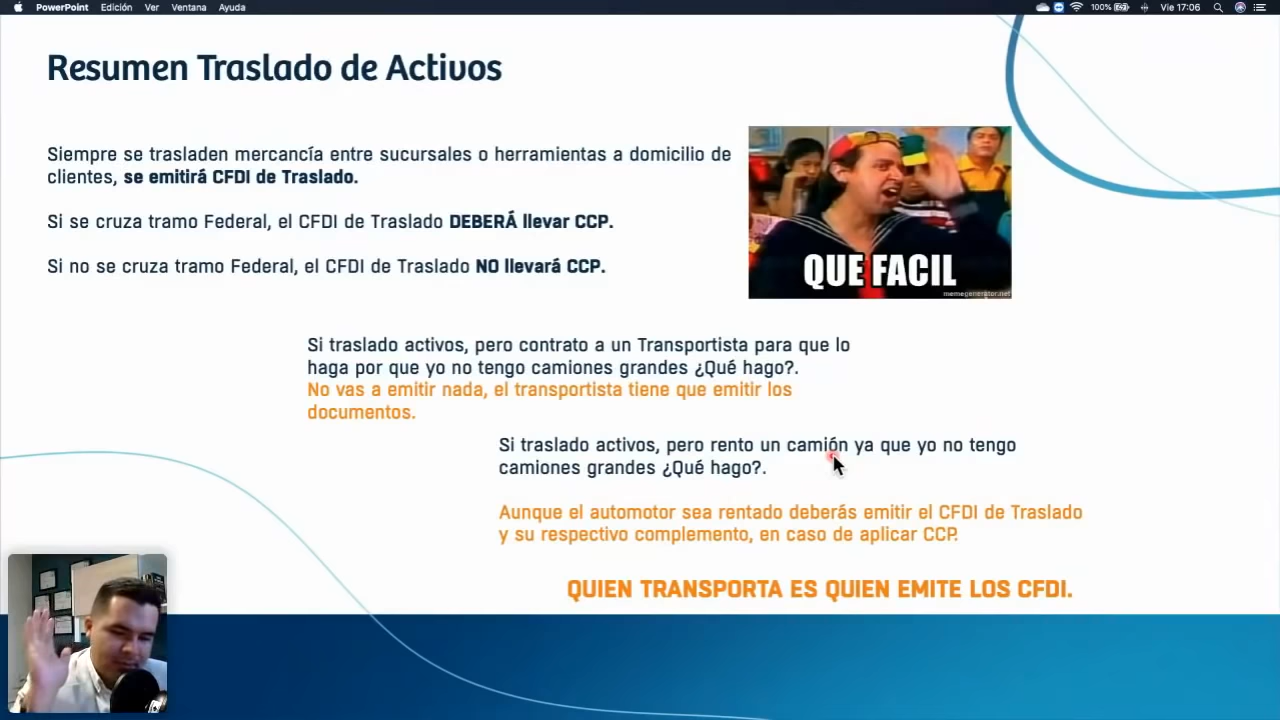 PowerPoint Edición Ver Ventana Ayuda
100% Vie 17:06
Resumen Traslado de Activos
Siempre se trasladen mercancía entre sucursales o herramientas a domicilio de
clientes, se emitirá CFDI de Traslado.
Si se cruza tramo Federal, el CFDI de Traslado DEBERÁ llevar CCP.
Si no se cruza tramo Federal, el CFDI de Traslado NO llevará CCP.
QUE FACIL
memegenerator.net
Si traslado activos, pero contrato a un Transportista para que lo
haga por que yo no tengo camiones grandes ¿Qué hago?.
No vas a emitir nada, el transportista tiene que emitir los
documentos.
Si traslado activos, pero rento un camión ya que yo no tengo
camiones grandes ¿Qué hago?.
Aunque el automotor sea rentado deberás emitir el CFDI de Traslado
y su respectivo complemento, en caso de aplicar CCP.
QUIEN TRANSPORTA ES QUIEN EMITE LOS CFDI.